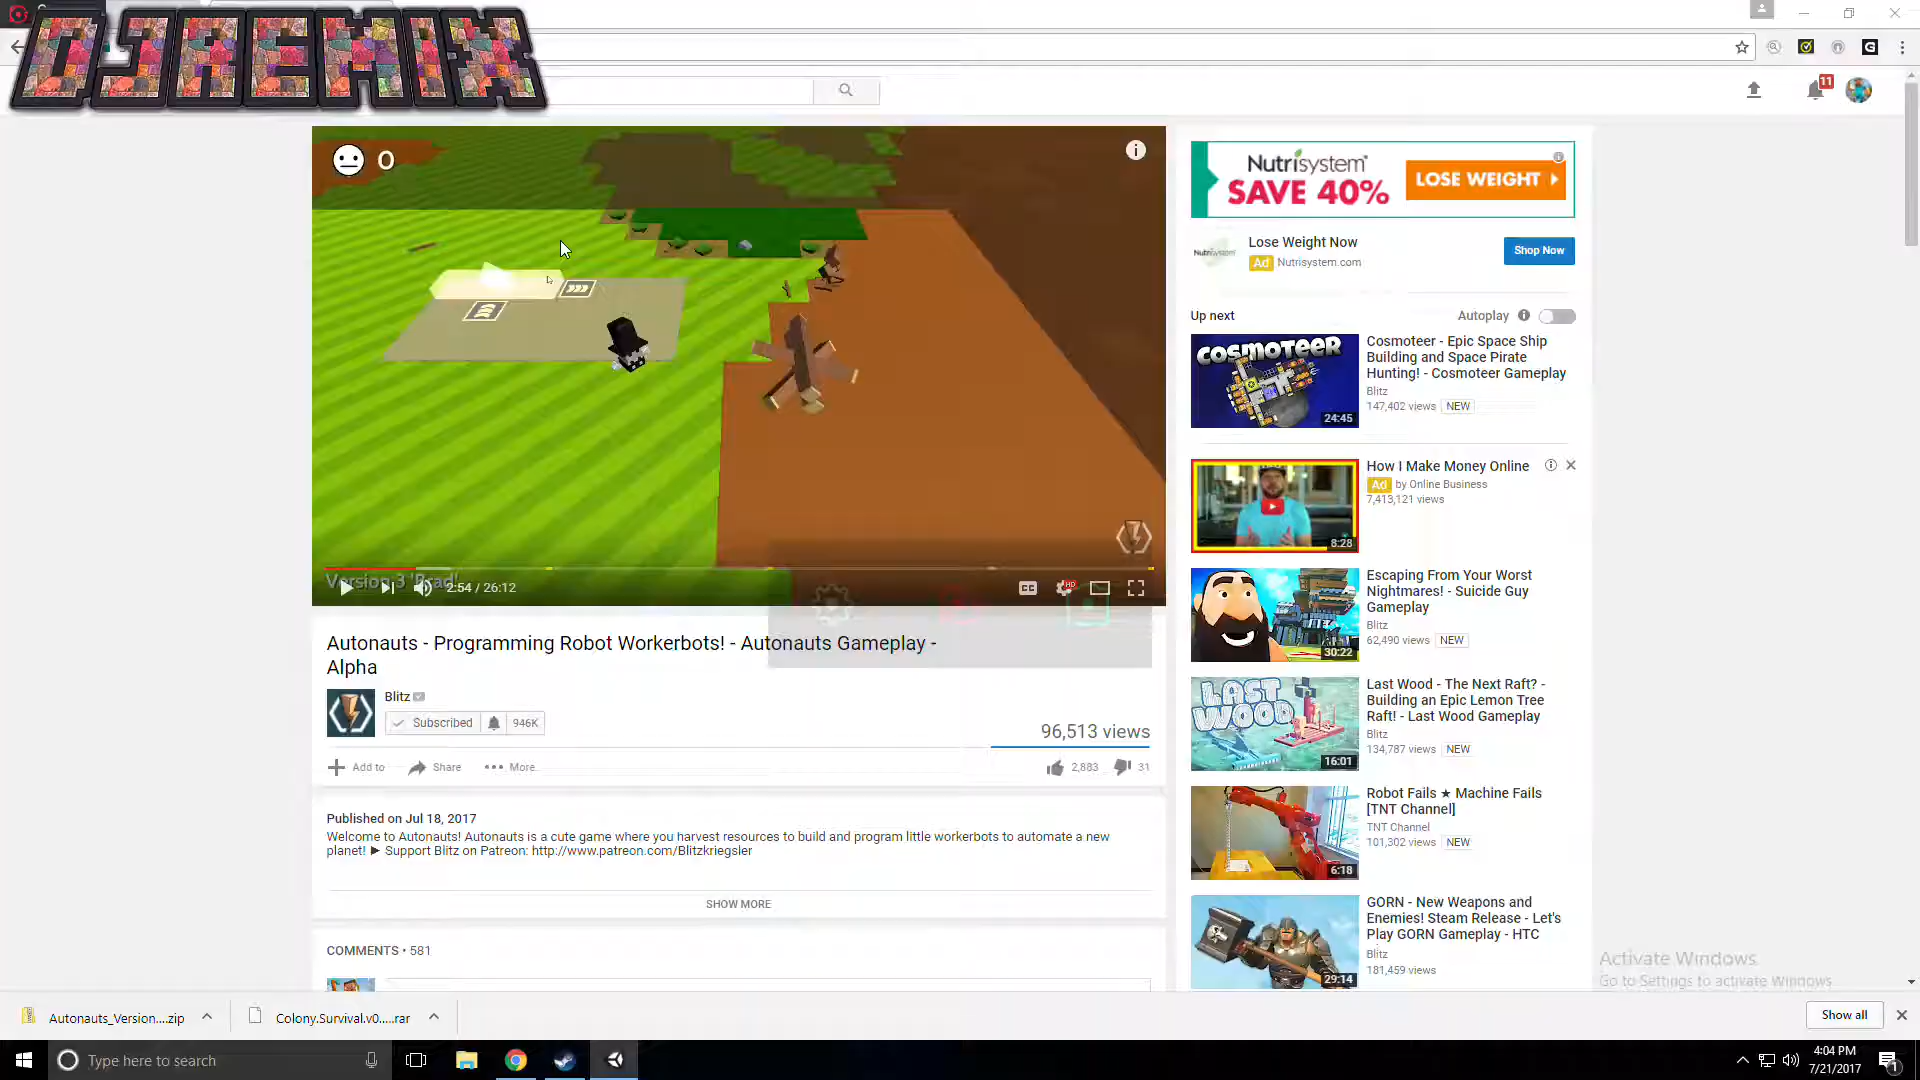 DJREMIX
11
0
Version 3 'Brad'
2:54 / 26:12
CC
HD
Nutrisystem
SAVE 40%
LOSE WEIGHT
Lose Weight Now
Ad Nutrisystem.com
Shop Now
Up next
Autoplay
COSMOTEER
24:45
Cosmoteer - Epic Space Ship
Building and Space Pirate
Hunting! - Cosmoteer Gameplay
Blitz
147,402 views NEW
8:28
How I Make Money Online
Ad by Online Business
7,413,121 views
30:22
Escaping From Your Worst
Nightmares! - Suicide Guy
Gameplay
Blitz
62,490 views NEW
LAST
WOOD
16:01
Last Wood - The Next Raft? -
Building an Epic Lemon Tree
Raft! - Last Wood Gameplay
Blitz
134,787 views NEW
6:18
Robot Fails ★ Machine Fails
[TNT Channel]
TNT Channel
101,302 views NEW
29:14
GORN - New Weapons and
Enemies! Steam Release - Let's
Play GORN Gameplay - HTC
Blitz
181,459 views
Autonauts - Programming Robot Workerbots! - Autonauts Gameplay -
Alpha
Blitz
Subscribed 946K
96,513 views
Add to Share More
2,883 31
Published on Jul 18, 2017
Welcome to Autonauts! Autonauts is a cute game where you harvest resources to build and program little workerbots to automate a new
planet! ► Support Blitz on Patreon: http://www.patreon.com/Blitzkriegsler
SHOW MORE
COMMENTS • 581
Activate Windows
Go to Settings to activate Windows.
Autonauts_Version....zip
Colony.Survival.v0.....rar
Show all
Type here to search
4:04 PM
7/21/2017
1